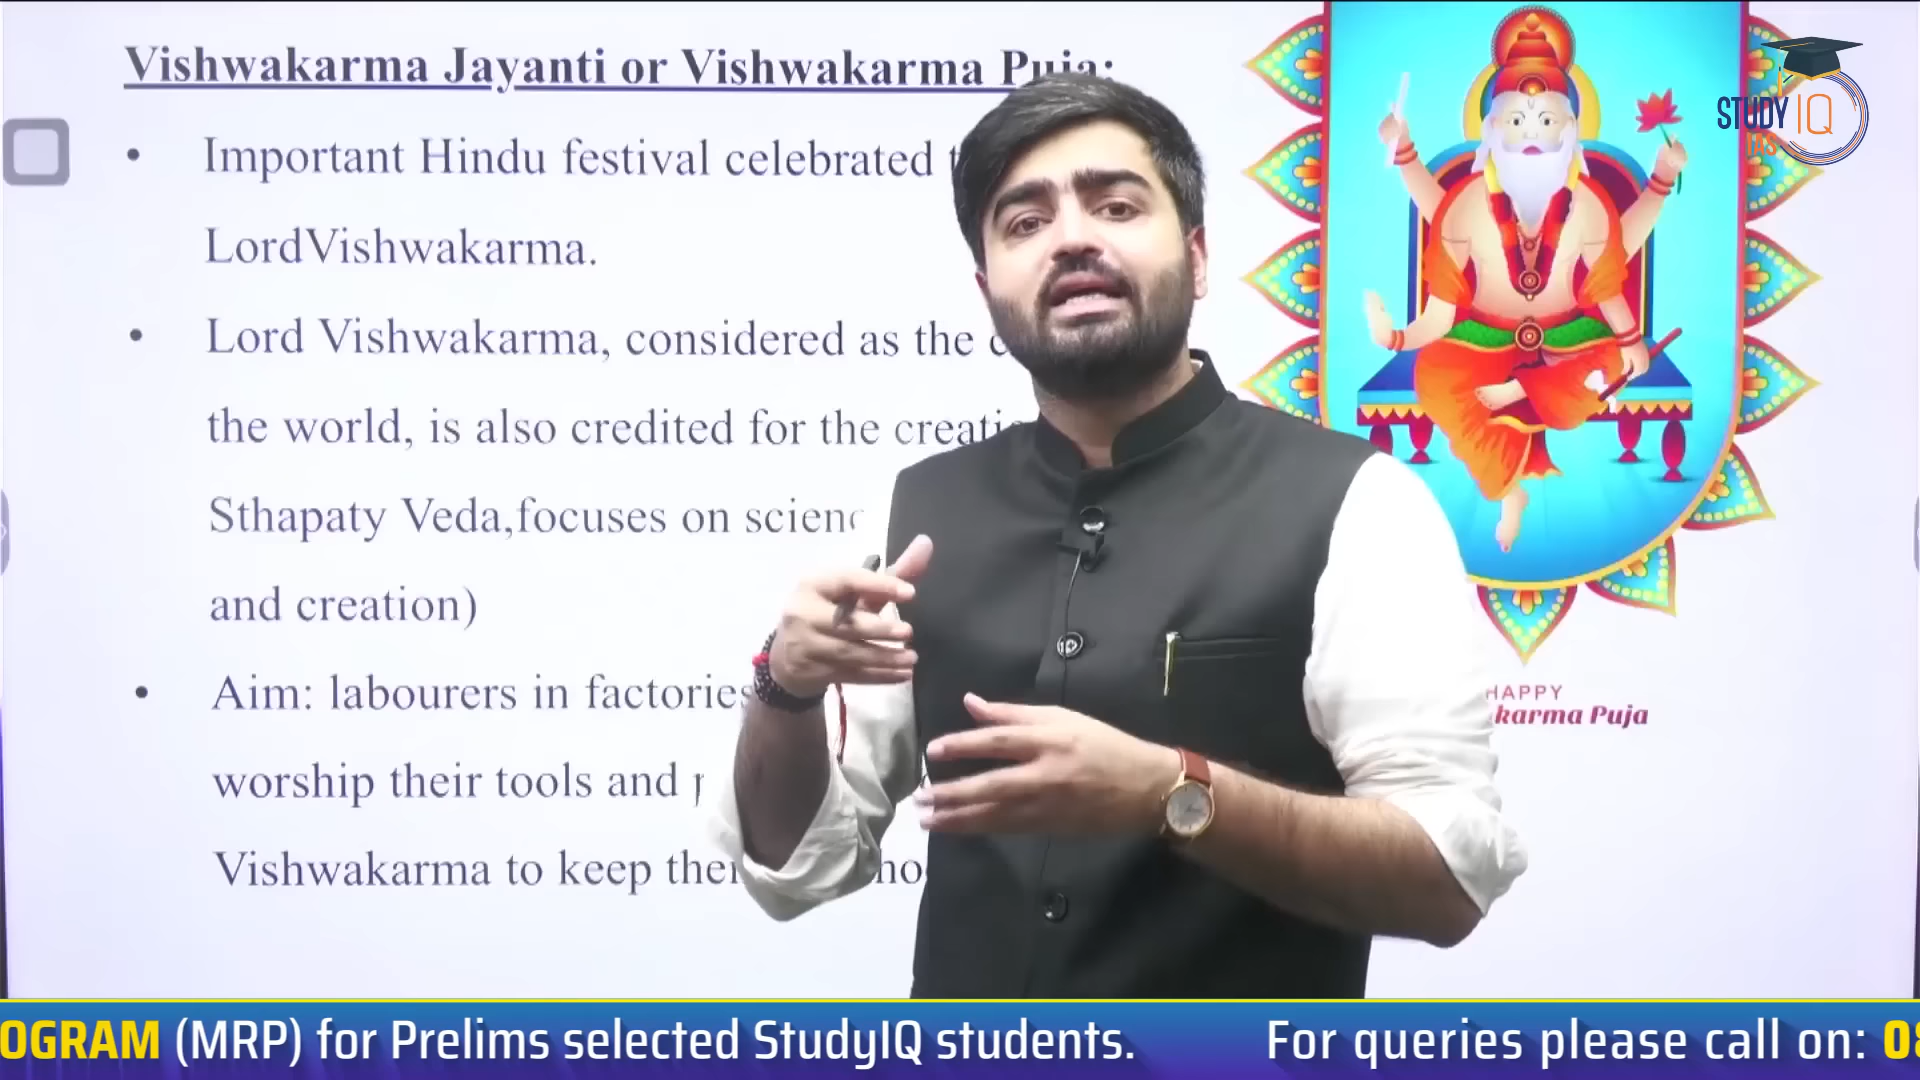 Vishwakarma Jayanti or Vishwakarma Puja:
• Important Hindu festival celebrated
LordVishwakarma.
• Lord Vishwakarma, considered as the
the world, is also credited for the
Sthapaty Veda,focuses on
and creation)
• Aim: labourers in factories
worship their tools and
Vishwakarma to keep
STUDY IQ
IAS
HAPPY
karma Puja
OGRAM (MRP) for Prelims selected StudyIQ students. For queries please call on: 08